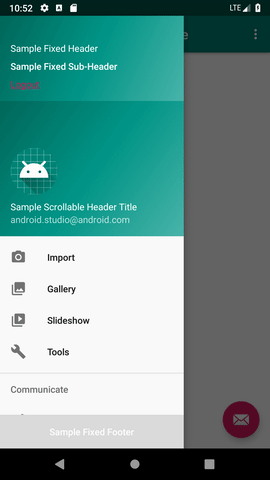 10:52
LTE
Sample Fixed Header
Sample Fixed Sub-Header
Logout
Sample Scrollable Header Title
android.studio@android.com
Import
Gallery
Slideshow
Tools
Communicate
Sample Fixed Footer